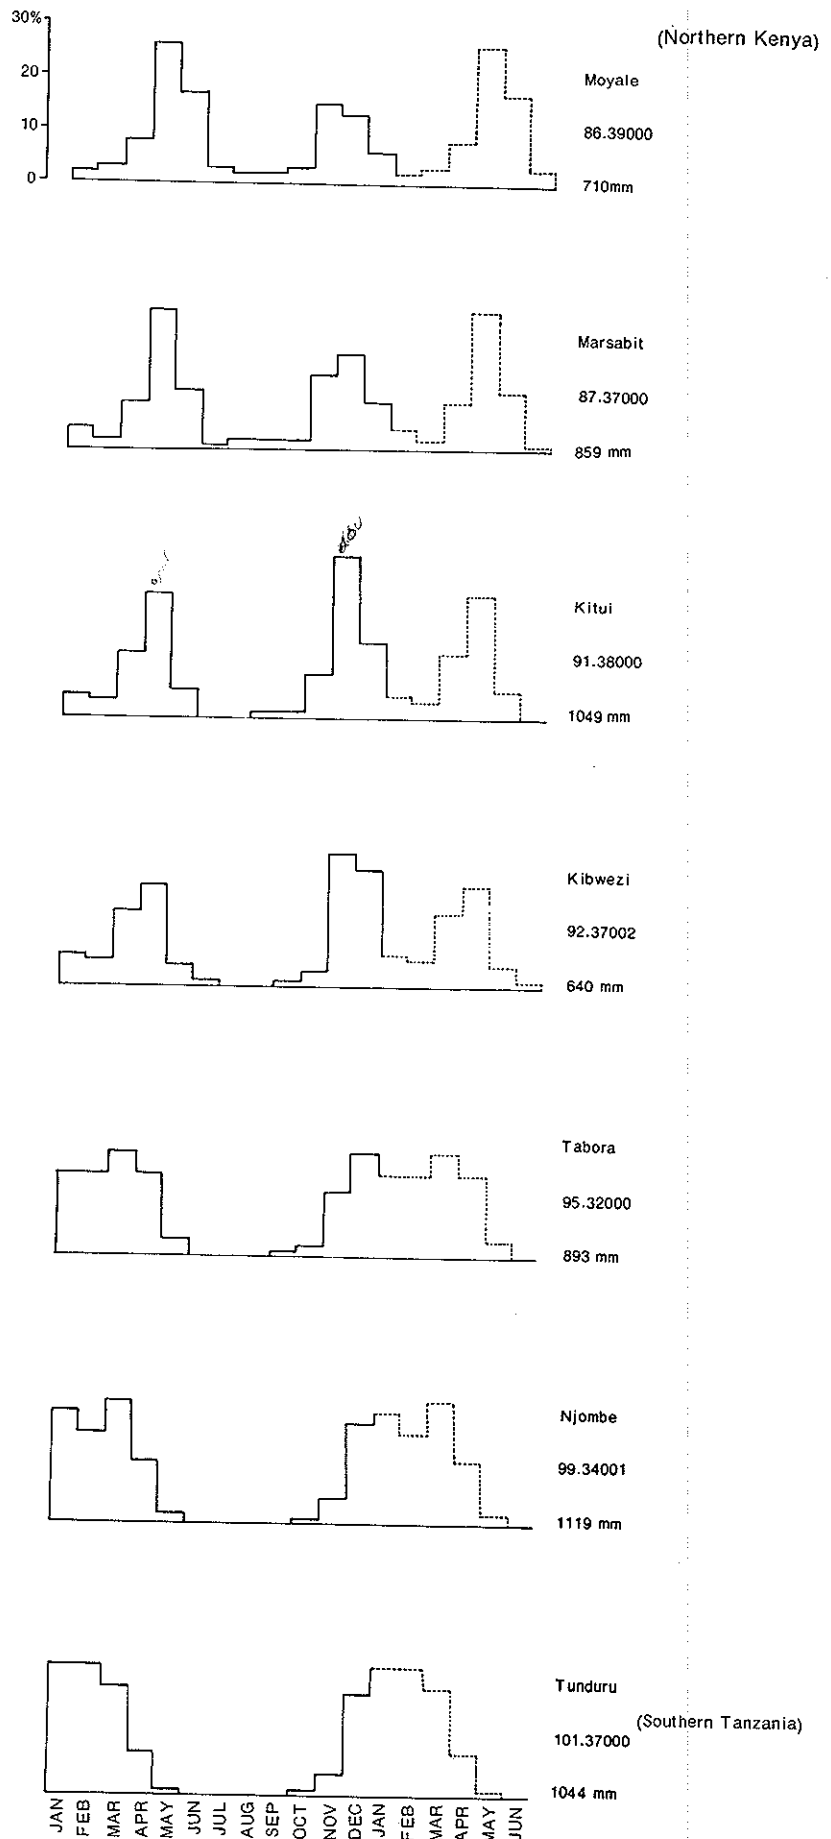 30%
(Northern Kenya)
20
Moyale
10
86.39000
0
710mm
Marsabit
87.37000
859 mm
Kitui
91.38000
1049 mm
Kibwezi
92.37002
640 mm
Tabora
95.32000
893 mm
Njombe
99.34001
1119 mm
Tunduru
(Southern Tanzania)
101.37000
1044 mm
JAN FEB MAR APR MAY JUN JUL AUG SEP OCT NOV DEC JAN FEB MAR APR MAY JUN